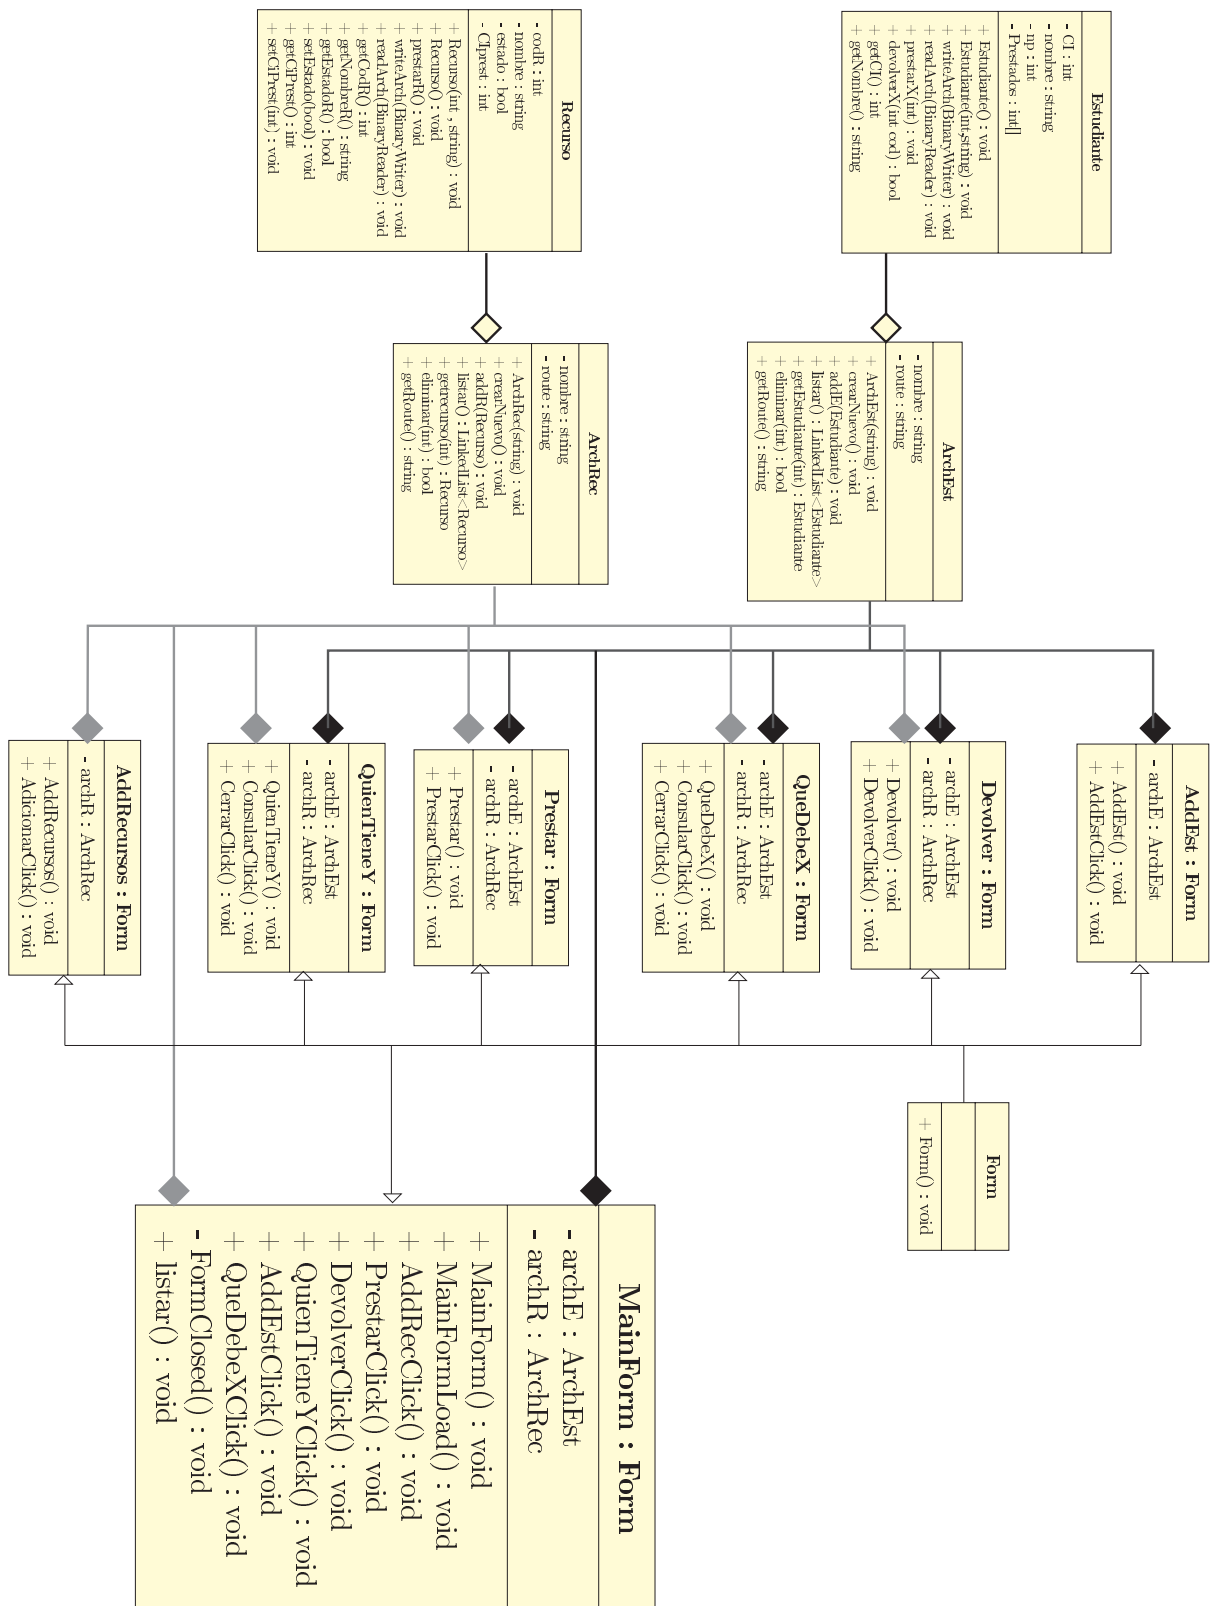 Estudiante
- CI : int
- nombre : string
- np : int
- Prestados : int[]
+ Estudiante() : void
+ Estudiante(int,string) : void
+ writeArch(BinaryWriter) : void
+ readArch(BinaryReader) : void
+ prestarX(int) : void
+ devolverX(int cod) : bool
+ getCI() : int
+ getNombre() : string
Recurso
- codR : int
- nombre : string
- estado : bool
- CIprest : int
+ Recurso(int , string) : void
+ Recurso() : void
+ prestarR() : void
+ writeArch(BinaryWriter) : void
+ readArch(BinaryReader) : void
+ getCodR() : int
+ getNombreR() : string
+ getEstadoR() : bool
+ setEstado(bool) : void
+ getCiPrest() : int
+ setCiPrest(int) : void
ArchEst
- nombre : string
- route : string
+ ArchEst(string) : void
+ crearNuevo() : void
+ addE(Estudiante) : void
+ listar() : LinkedList<Estudiante>
+ getEstudiante(int) : Estudiante
+ eliminar(int) : bool
+ getRoute() : string
ArchRec
- nombre : string
- route : string
+ ArchRec(string) : void
+ crearNuevo() : void
+ addR(Recurso) : void
+ listar() : LinkedList<Recurso>
+ getrecurso(int) : Recurso
+ eliminar(int) : bool
+ getRoute() : string
AddEst : Form
- archE : ArchEst
+ AddEst() : void
+ AddEstClick() : void
Devolver : Form
- archE : ArchEst
- archR : ArchRec
+ Devolver() : void
+ DevolverClick() : void
QueDebeX : Form
- archE : ArchEst
- archR : ArchRec
+ QueDebeX() : void
+ ConsularClick() : void
+ CerrarClick() : void
Prestar : Form
- archE : ArchEst
- archR : ArchRec
+ Prestar() : void
+ PrestarClick() : void
QuienTieneY : Form
- archE : ArchEst
- archR : ArchRec
+ QuienTieneY() : void
+ ConsularClick() : void
+ CerrarClick() : void
AddRecursos : Form
- archR : ArchRec
+ AddRecursos() : void
+ AdicionarClick() : void
Form
+ Form() : void
MainForm : Form
- archE : ArchEst
- archR : ArchRec
+ MainForm() : void
+ MainFormLoad() : void
+ AddRecClick() : void
+ PrestarClick() : void
+ DevolverClick() : void
+ QuienTieneYClick() : void
+ AddEstClick() : void
+ QueDebeXClick() : void
- FormClosed() : void
+ listar() : void